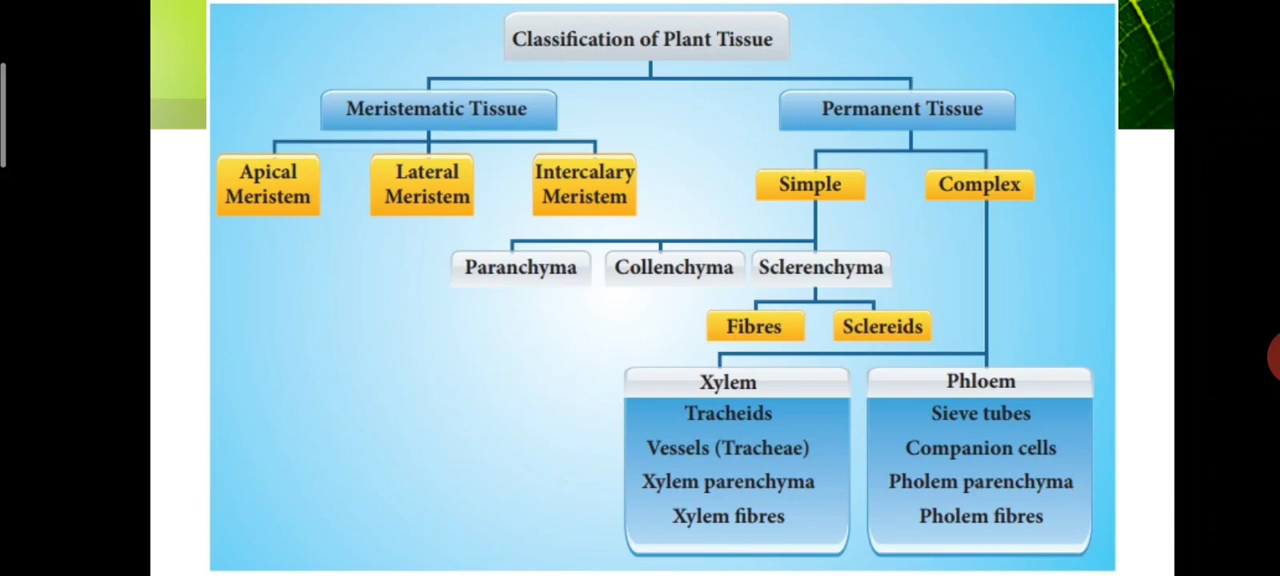 Classification of Plant Tissue
Meristematic Tissue
Permanent Tissue
Apical
Meristem
Lateral
Meristem
Intercalary
Meristem
Simple
Complex
Paranchyma
Collenchyma
Sclerenchyma
Fibres
Sclereids
Xylem
Tracheids
Vessels (Tracheae)
Xylem parenchyma
Xylem fibres
Phloem
Sieve tubes
Companion cells
Pholem parenchyma
Pholem fibres